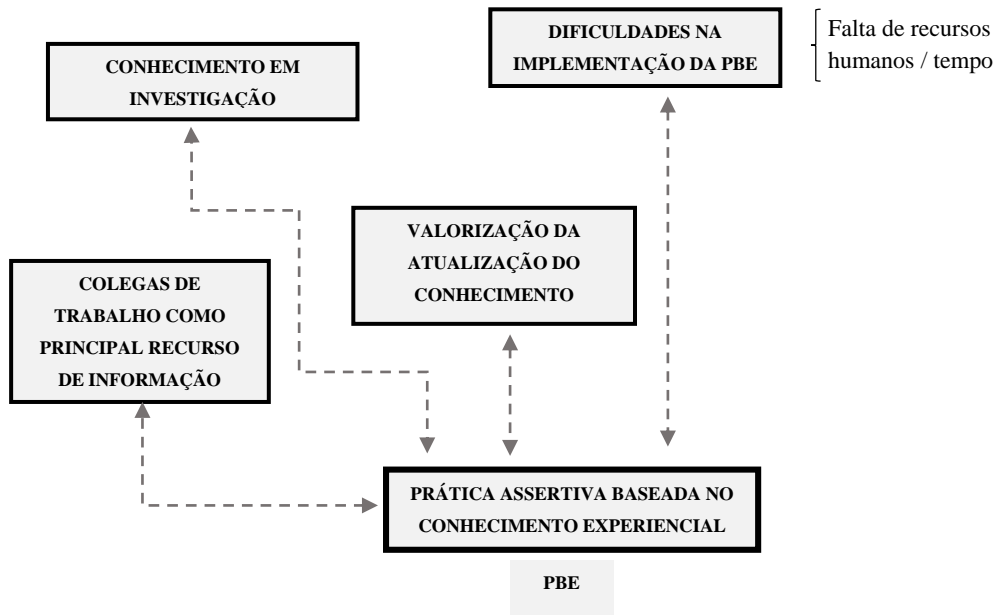 DIFICULDADES NA
IMPLEMENTAÇÃO DA PBE
Falta de recursos
humanos / tempo
CONHECIMENTO EM
INVESTIGAÇÃO
VALORIZAÇÃO DA
ATUALIZAÇÃO DO
CONHECIMENTO
COLEGAS DE
TRABALHO COMO
PRINCIPAL RECURSO
DE INFORMAÇÃO
PRÁTICA ASSERTIVA BASEADA NO
CONHECIMENTO EXPERIENCIAL
PBE